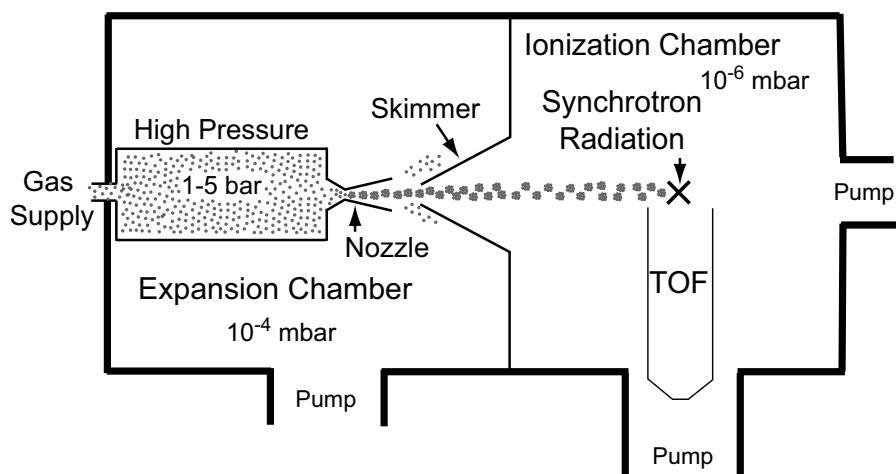 Ionization Chamber
10-6 mbar
Skimmer
Synchrotron
Radiation
High Pressure
1-5 bar
Gas
Supply
Pump
Nozzle
TOF
Expansion Chamber
10-4 mbar
Pump
Pump